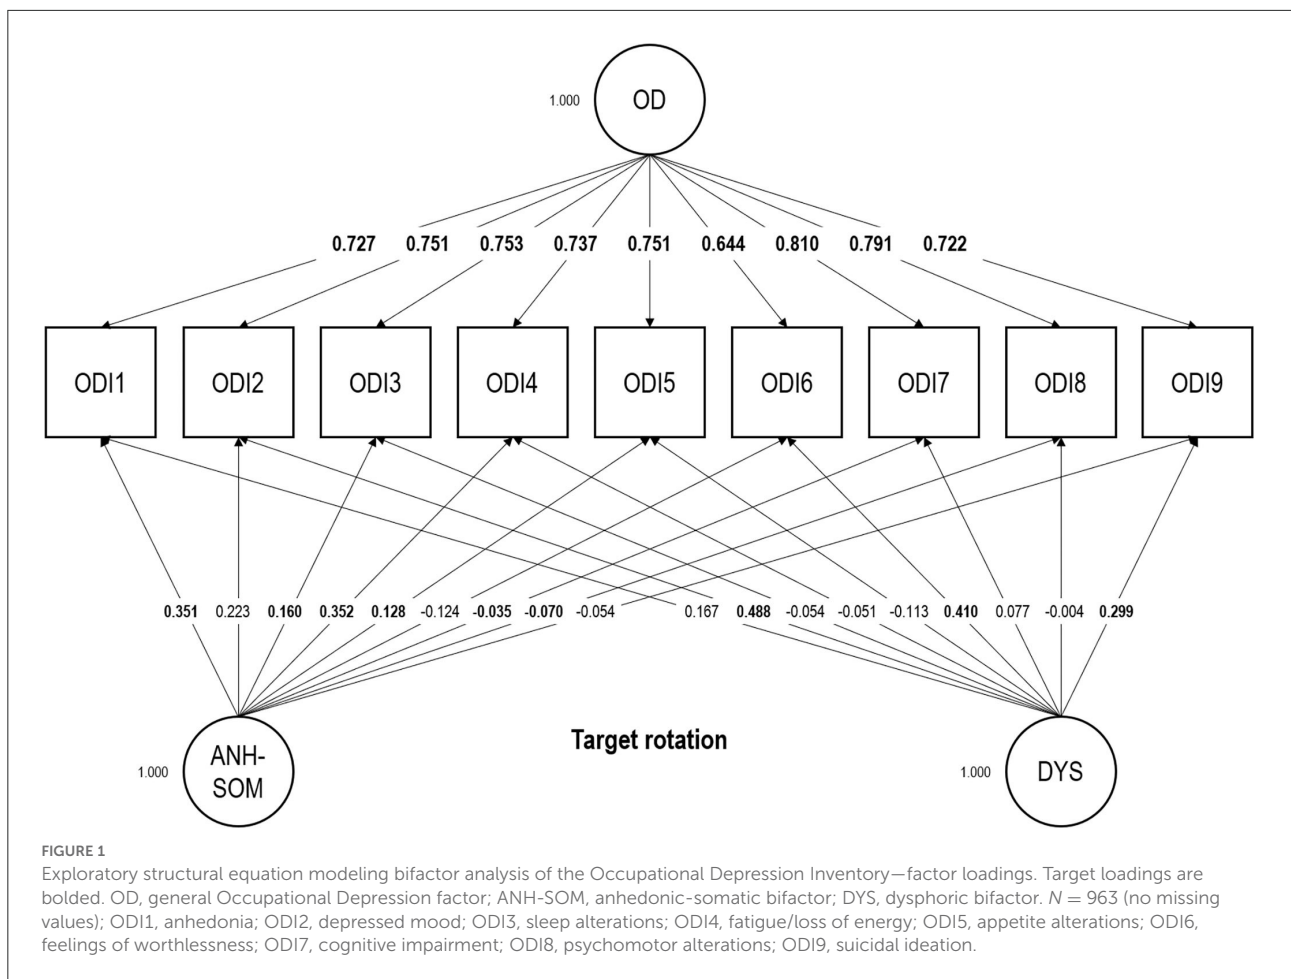 1.000
OD
0.727 0.751 0.753 0.737 0.751 0.644 0.810 0.791 0.722
ODI1 ODI2 ODI3 ODI4 ODI5 ODI6 ODI7 ODI8 ODI9
0.351 0.223 0.160 0.352 0.128 -0.124 -0.035 -0.070 -0.054 0.167 0.488 -0.054 -0.051 -0.113 0.410 0.077 -0.004 0.299
Target rotation
1.000
ANH-
SOM
1.000
DYS
FIGURE 1
Exploratory structural equation modeling bifactor analysis of the Occupational Depression Inventory—factor loadings. Target loadings are
bolded. OD, general Occupational Depression factor; ANH-SOM, anhedonic-somatic bifactor; DYS, dysphoric bifactor. N = 963 (no missing
values); ODI1, anhedonia; ODI2, depressed mood; ODI3, sleep alterations; ODI4, fatigue/loss of energy; ODI5, appetite alterations; ODI6,
feelings of worthlessness; ODI7, cognitive impairment; ODI8, psychomotor alterations; ODI9, suicidal ideation.